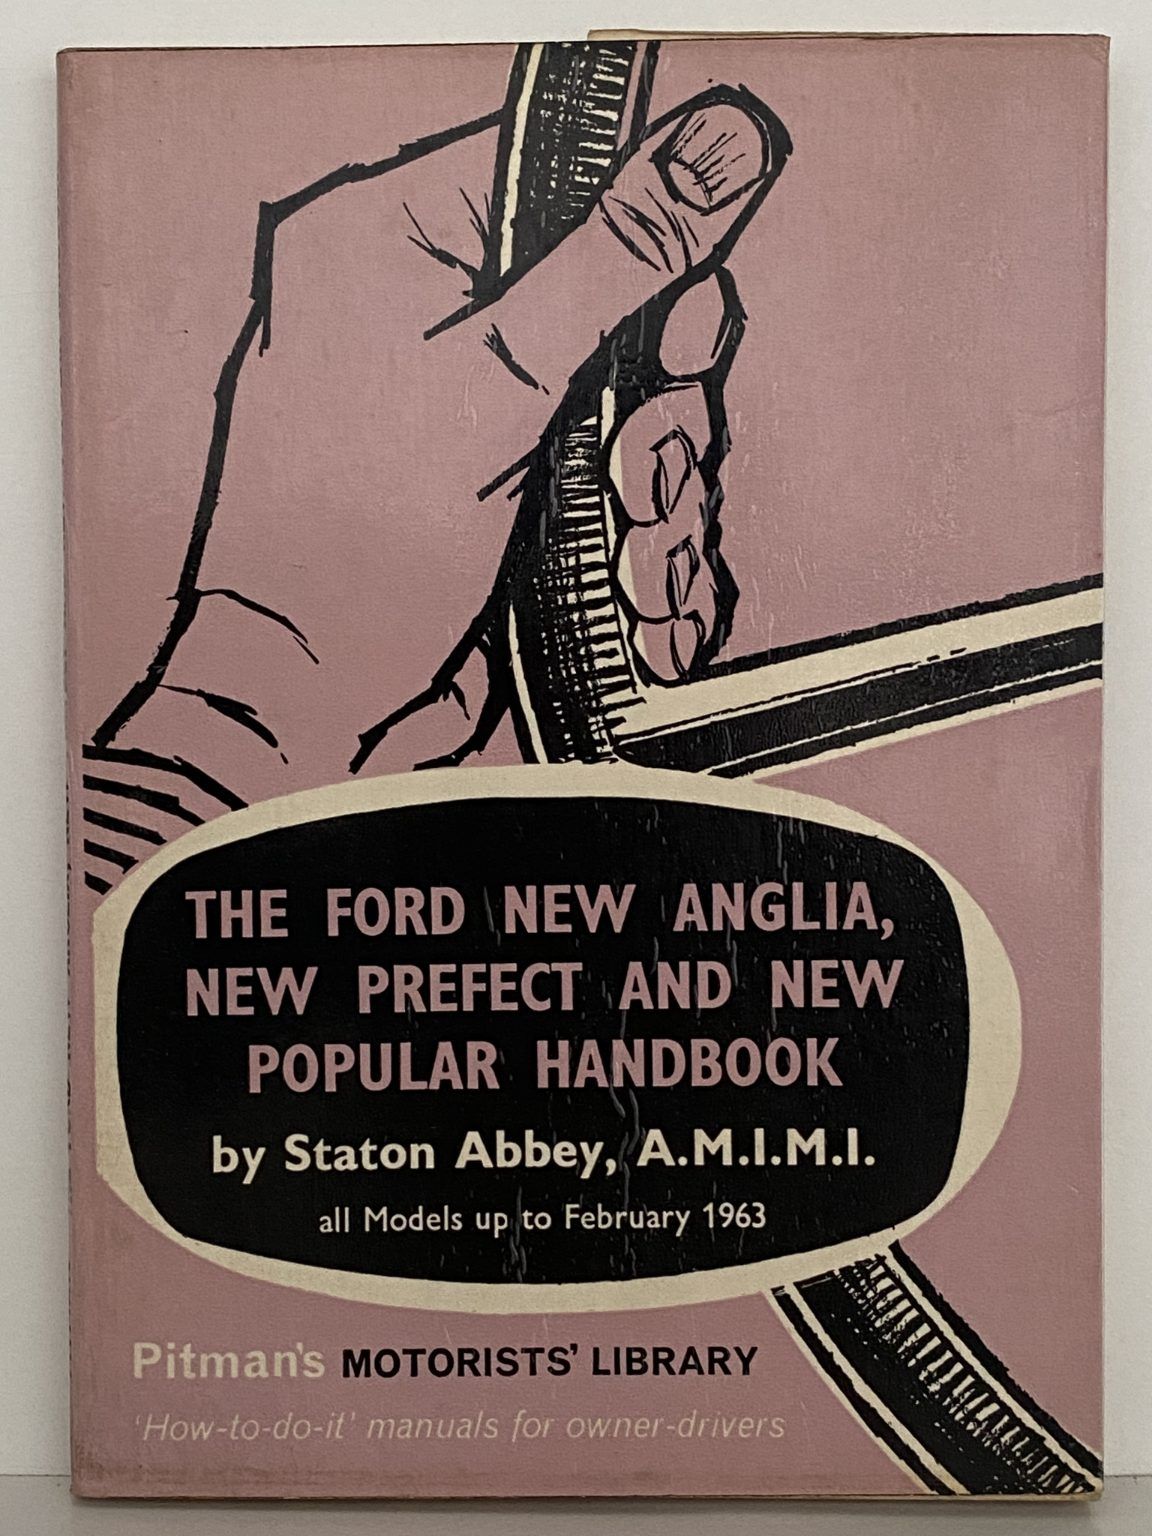 THE FORD NEW ANGLIA,
NEW PREFECT AND NEW
POPULAR HANDBOOK
by Staton Abbey, A.M.I.M.I.
all Models up to February 1963
Pitman's MOTORISTS' LIBRARY
'How-to-do-it' manuals for owner-drivers